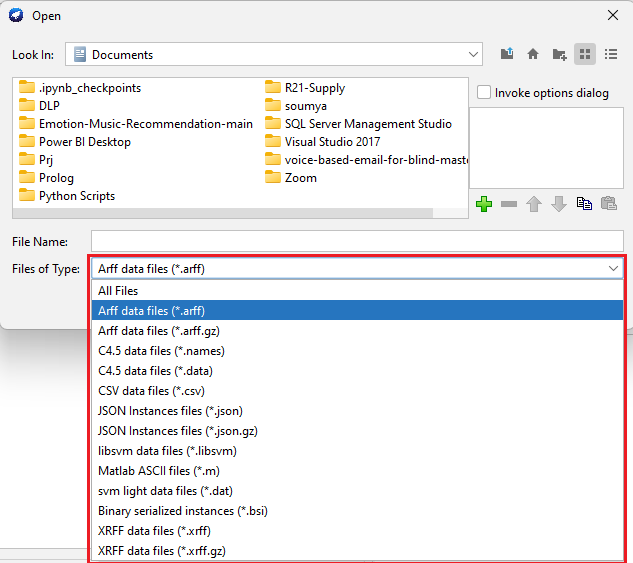 Open
Look In: Documents
.ipynb_checkpoints
DLP
Emotion-Music-Recommendation-main
Power BI Desktop
Prj
Prolog
Python Scripts
R21-Supply
soumya
SQL Server Management Studio
Visual Studio 2017
voice-based-email-for-blind-maste
Zoom
Invoke options dialog
File Name:
Files of Type: Arff data files (*.arff)
All Files
Arff data files (*.arff)
Arff data files (*.arff.gz)
C4.5 data files (*.names)
C4.5 data files (*.data)
CSV data files (*.csv)
JSON Instances files (*.json)
JSON Instances files (*.json.gz)
libsvm data files (*.libsvm)
Matlab ASCII files (*.m)
svm light data files (*.dat)
Binary serialized instances (*.bsi)
XRFF data files (*.xrff)
XRFF data files (*.xrff.gz)